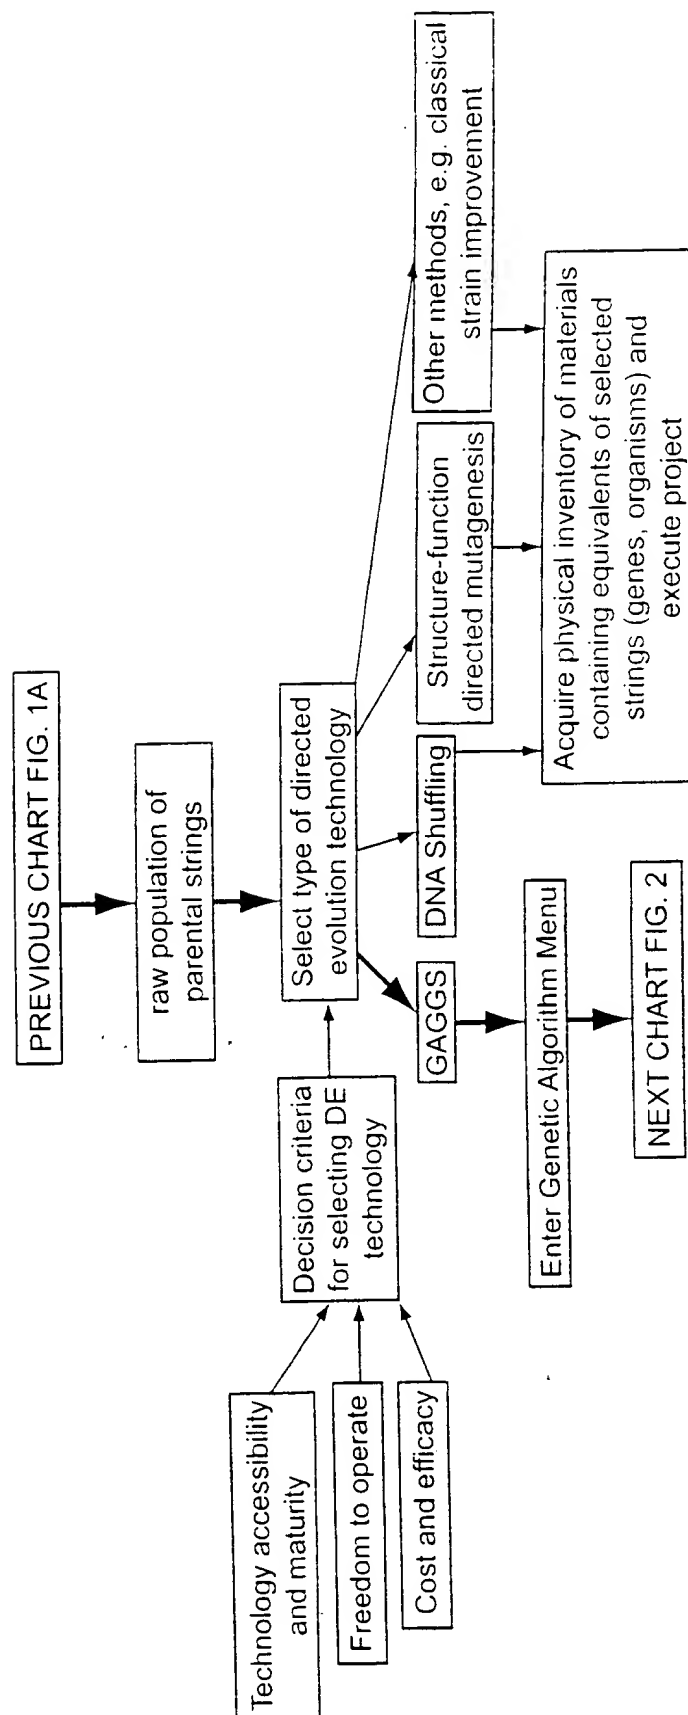 PREVIOUS CHART FIG. 1A
raw population of
parental strings
Technology accessibility
and maturity
Freedom to operate
Cost and efficacy
Decision criteria
for selecting DE
technology
Select type of directed
evolution technology
GAGGS
DNA Shuffling
Structure-function
directed mutagenesis
Other methods, e.g. classical
strain improvement
Enter Genetic Algorithm Menu
Acquire physical inventory of materials
containing equivalents of selected
strings (genes, organisms) and
execute project
NEXT CHART FIG. 2